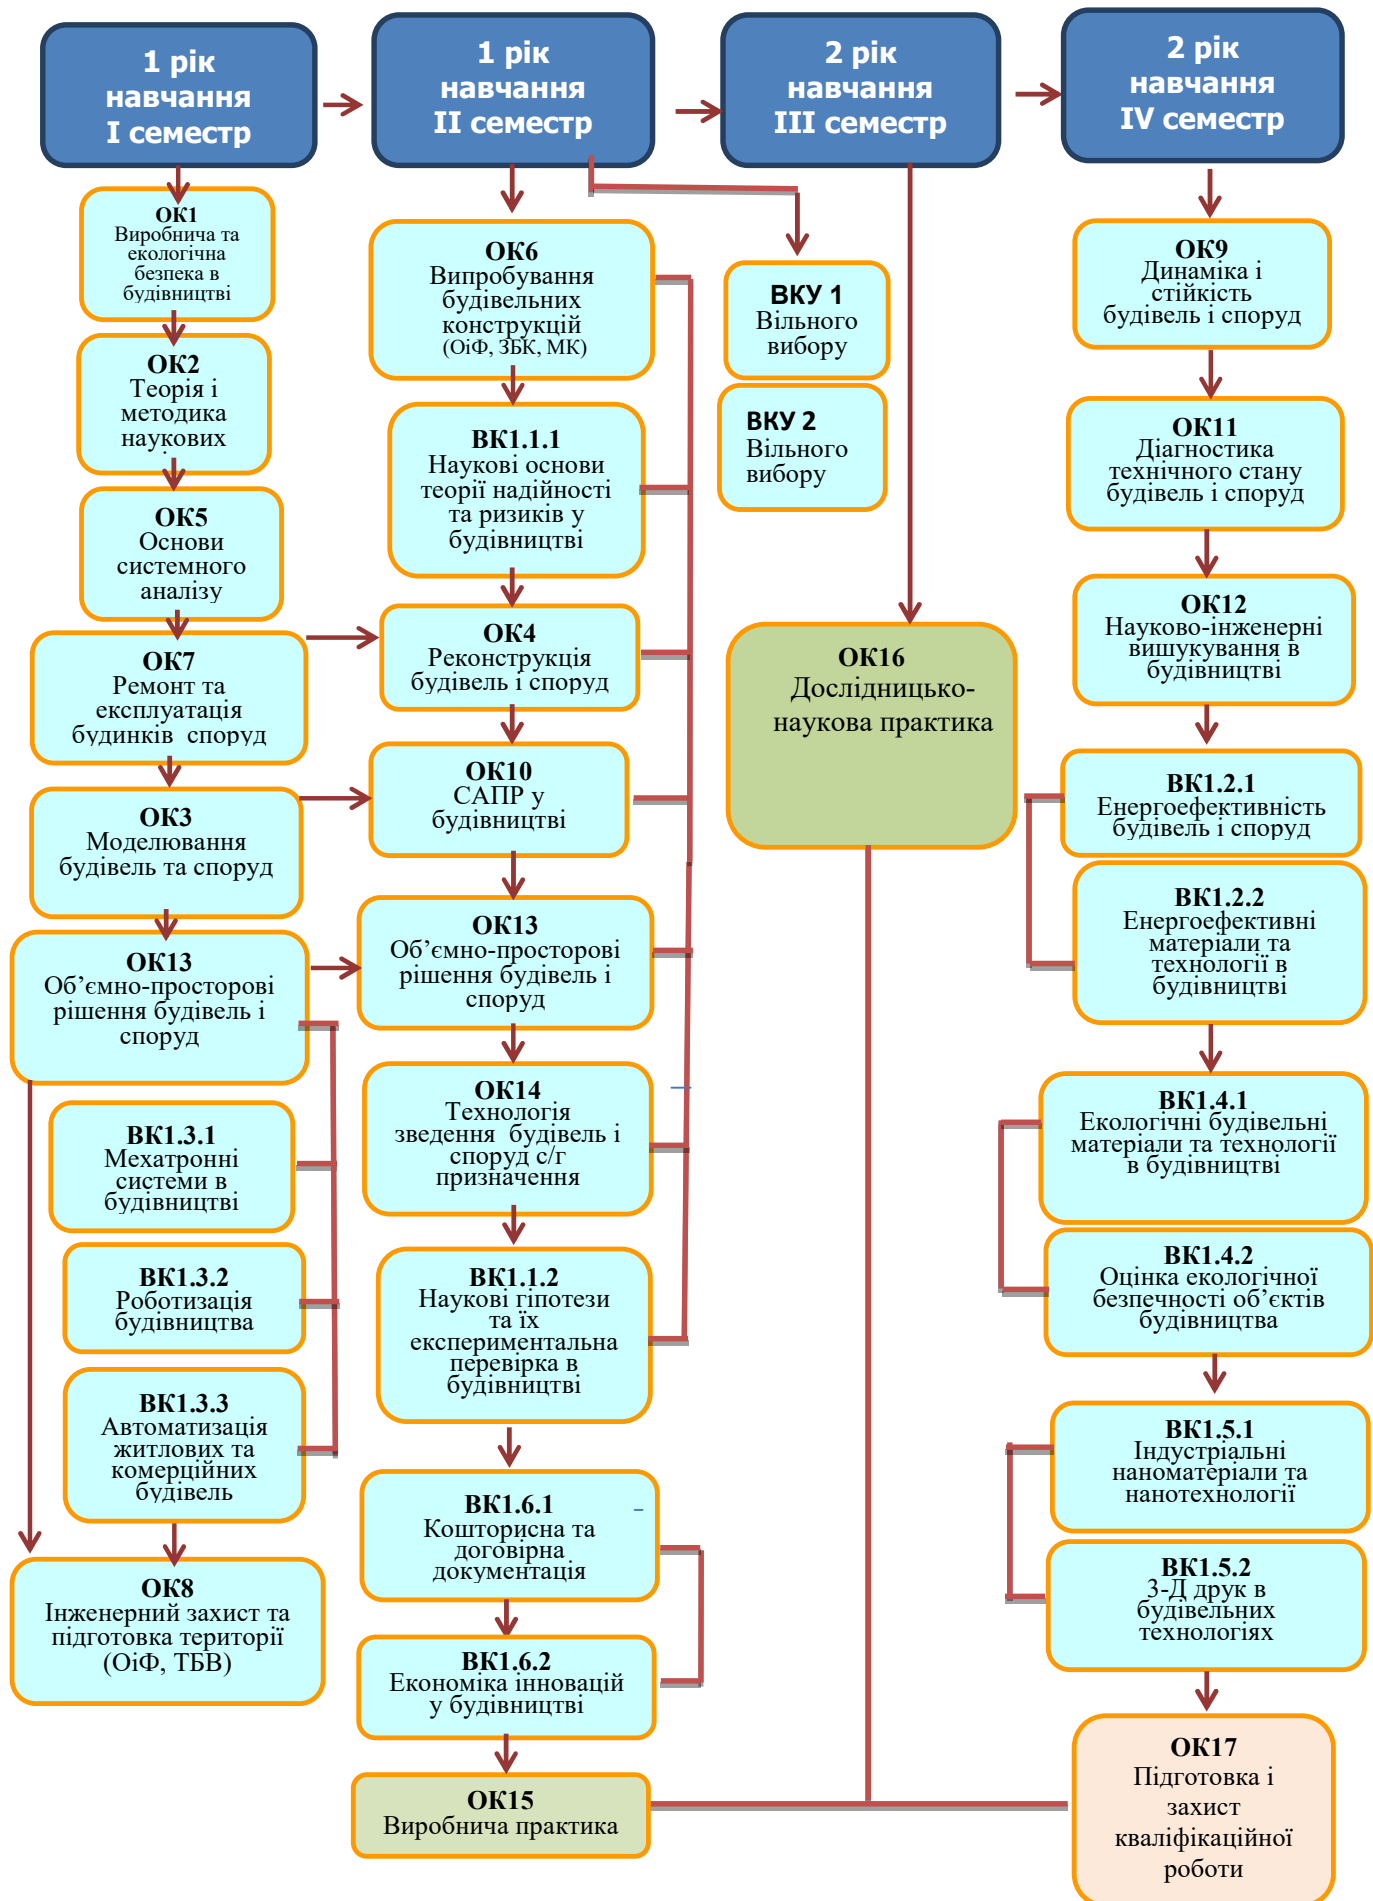 1 рік
навчання
I семестр
1 рік
навчання
II семестр
2 рік
навчання
III семестр
2 рік
навчання
IV семестр
ОК1
Виробнича та
екологічна
безпека в
будівництві
ОК2
Теорія і
методика
наукових
ОК5
Основи
системного
аналізу
ОК7
Ремонт та
експлуатація
будинків споруд
ОК3
Моделювання
будівель та споруд
ОК13
Об’ємно-просторові
рішення будівель і
споруд
ВК1.3.1
Мехатронні
системи в
будівництві
ВК1.3.2
Роботизація
будівництва
ВК1.3.3
Автоматизація
житлових та
комерційних
будівель
ОК8
Інженерний захист та
підготовка території
(ОіФ, ТБВ)
ОК6
Випробування
будівельних
конструкцій
(ОіФ, ЗБК, МК)
ВК1.1.1
Наукові основи
теорії надійності
та ризиків у
будівництві
ОК4
Реконструкція
будівель і споруд
ОК10
САПР у
будівництві
ОК13
Об’ємно-просторові
рішення будівель і
споруд
ОК14
Технологія
зведення будівель і
споруд с/г
призначення
ВК1.1.2
Наукові гіпотези
та їх
експериментальна
перевірка в
будівництві
ВК1.6.1
Кошторисна та
договірна
документація
ВК1.6.2
Економіка інновацій
у будівництві
ОК15
Виробнича практика
ВКУ 1
Вільного
вибору
ВКУ 2
Вільного
вибору
ОК16
Дослідницько-
наукова практика
ОК9
Динаміка і
стійкість
будівель і споруд
ОК11
Діагностика
технічного стану
будівель і споруд
ОК12
Науково-інженерні
вишукування в
будівництві
ВК1.2.1
Енергоефективність
будівель і споруд
ВК1.2.2
Енергоефективні
матеріали та
технології в
будівництві
ВК1.4.1
Екологічні будівельні
матеріали та технології
в будівництві
ВК1.4.2
Оцінка екологічної
безпечності об’єктів
будівництва
ВК1.5.1
Індустріальні
наноматеріали та
нанотехнології
ВК1.5.2
3-Д друк в
будівельних
технологіях
ОК17
Підготовка і
захист
кваліфікаційної
роботи